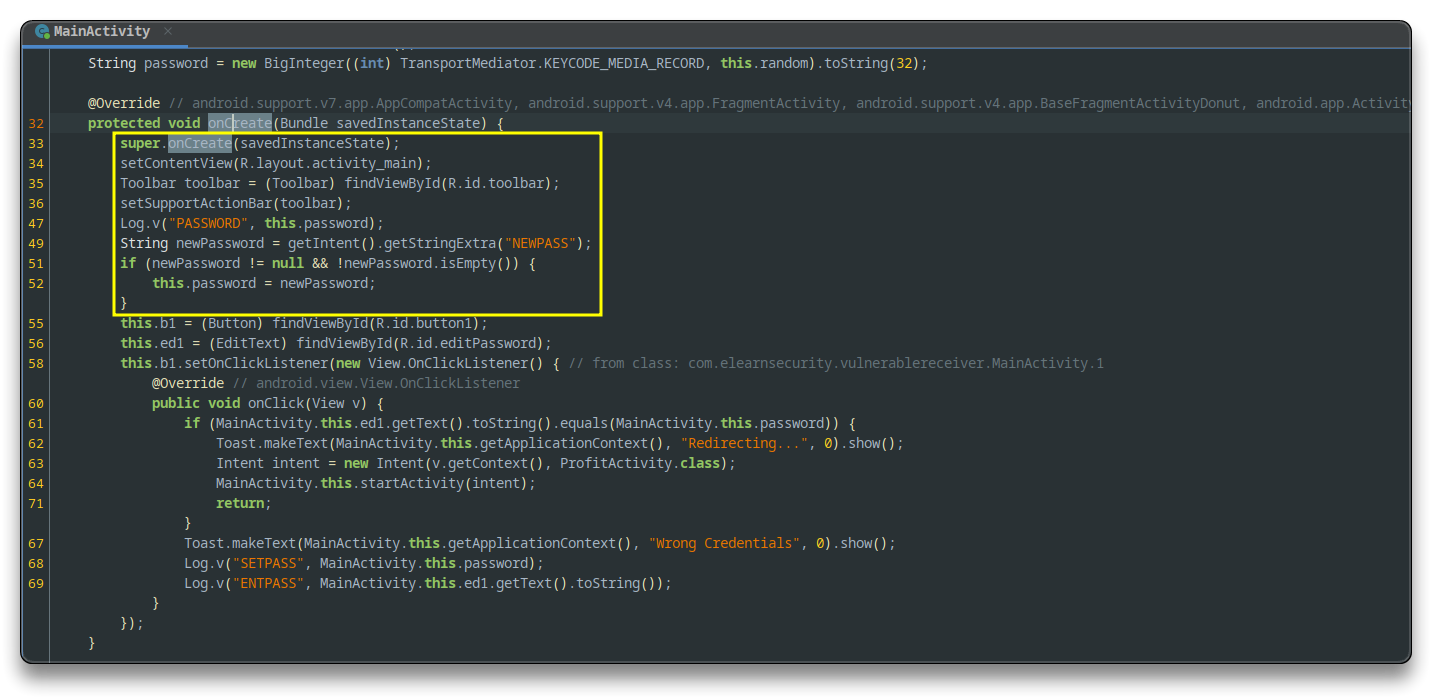 MainActivity ×
String password = new BigInteger((int) TransportMediator.KEYCODE_MEDIA_RECORD, this.random).toString(32);
@Override // android.support.v7.app.AppCompatActivity, android.support.v4.app.FragmentActivity, android.support.v4.app.BaseFragmentActivityDonut, android.app.Activity
32 protected void onCreate(Bundle savedInstanceState) {
33 super.onCreate(savedInstanceState);
34 setContentView(R.layout.activity_main);
35 Toolbar toolbar = (Toolbar) findViewById(R.id.toolbar);
36 setSupportActionBar(toolbar);
47 Log.v("PASSWORD", this.password);
49 String newPassword = getIntent().getStringExtra("NEWPASS");
51 if (newPassword != null && !newPassword.isEmpty()) {
52 this.password = newPassword;
}
55 this.b1 = (Button) findViewById(R.id.button1);
56 this.ed1 = (EditText) findViewById(R.id.editPassword);
58 this.b1.setOnClickListener(new View.OnClickListener() { // from class: com.elearnsecurity.vulnerablereceiver.MainActivity.1
@Override // android.view.View.OnClickListener
60 public void onClick(View v) {
61 if (MainActivity.this.ed1.getText().toString().equals(MainActivity.this.password)) {
62 Toast.makeText(MainActivity.this.getApplicationContext(), "Redirecting...", 0).show();
63 Intent intent = new Intent(v.getContext(), ProfitActivity.class);
64 MainActivity.this.startActivity(intent);
71 return;
}
67 Toast.makeText(MainActivity.this.getApplicationContext(), "Wrong Credentials", 0).show();
68 Log.v("SETPASS", MainActivity.this.password);
69 Log.v("ENTPASS", MainActivity.this.ed1.getText().toString());
}
});
}